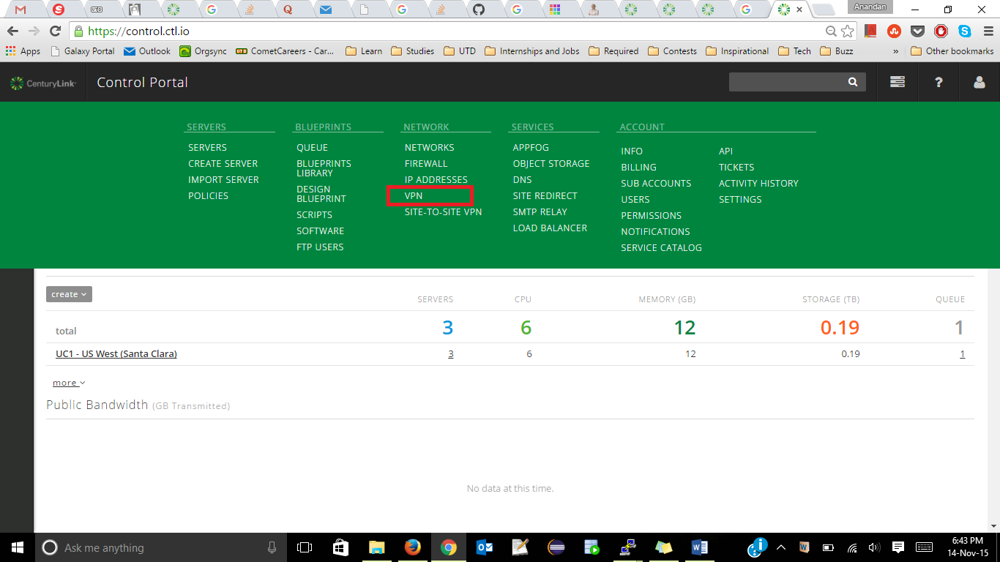 UTD
Anandan
https://control.ctl.io
Apps Galaxy Portal Outlook Orgsync UTD CometCareers - Car... Learn Studies UTD Internships and Jobs Required Contests Inspirational Tech Buzz » Other bookmarks
CenturyLink Control Portal ?
SERVERS BLUEPRINTS NETWORK SERVICES ACCOUNT
SERVERS
CREATE SERVER
IMPORT SERVER
POLICIES
QUEUE
BLUEPRINTS
LIBRARY
DESIGN
BLUEPRINT
SCRIPTS
SOFTWARE
FTP USERS
NETWORKS
FIREWALL
IP ADDRESSES
VPN
SITE-TO-SITE VPN
APPFOG
OBJECT STORAGE
DNS
SITE REDIRECT
SMTP RELAY
LOAD BALANCER
INFO
BILLING
SUB ACCOUNTS
USERS
PERMISSIONS
NOTIFICATIONS
SERVICE CATALOG
API
TICKETS
ACTIVITY HISTORY
SETTINGS
create SERVERS CPU MEMORY (GB) STORAGE (TB) QUEUE
total 3 6 12 0.19 1
UC1 - US West (Santa Clara) 3 6 12 0.19 1
more
Public Bandwidth (GB Transmitted)
No data at this time.
Ask me anything
6:43 PM
14-Nov-15